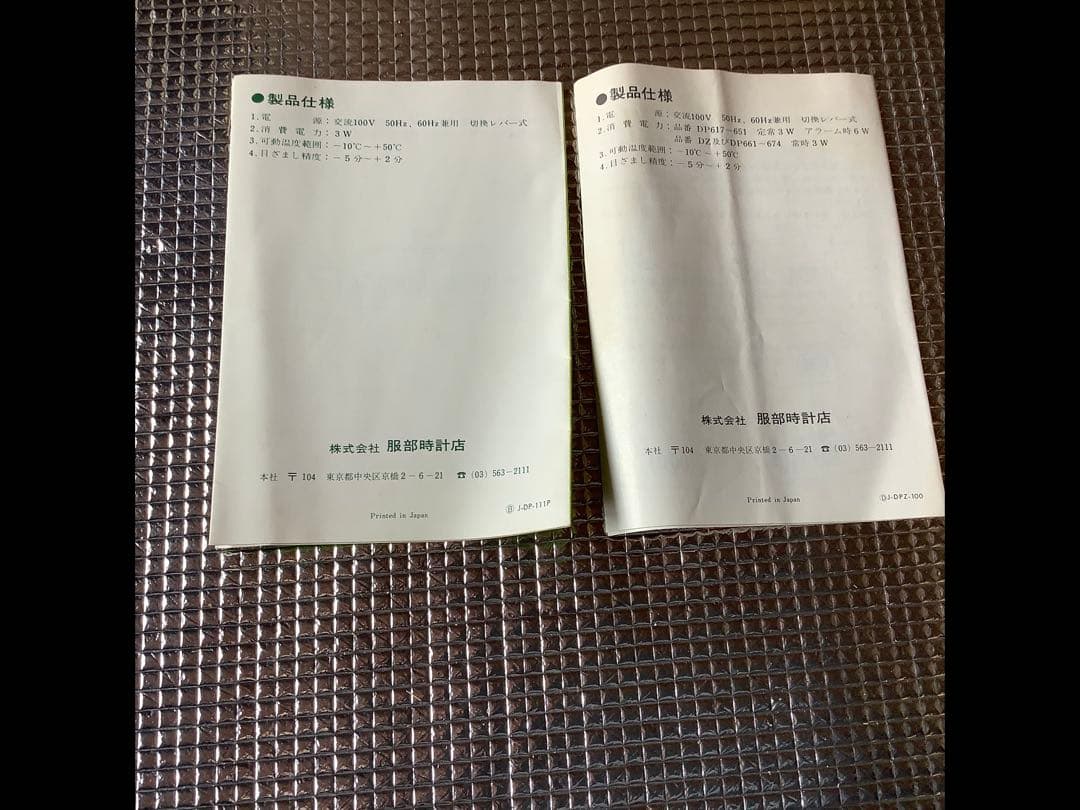 ●製品仕様
1.電　　源：交流100V　50Hz、60Hz兼用　切換レバー式
2.消費電力：3W
3.可動温度範囲：－10℃～＋50℃
4.目ざまし精度：－5分～＋2分
株式会社 服部時計店
本社　〒104　東京都中央区京橋2－6－21　☎(03) 563－2111
Printed in Japan
Ⓑ J-DP-111P
●製品仕様
1.電　　源：交流100V　50Hz、60Hz兼用　切換レバー式
2.消費電力：品番 DP617～651　定常3W　アラーム時6W
品番 DZ及びDP661～674　常時3W
3.可動温度範囲：－10℃～＋50℃
4.目ざまし精度：－5分～＋2分
株式会社　服部時計店
本社　〒104　東京都中央区京橋2－6－21　☎(03) 563－2111
Printed in Japan
ⒹJ-DPZ-100